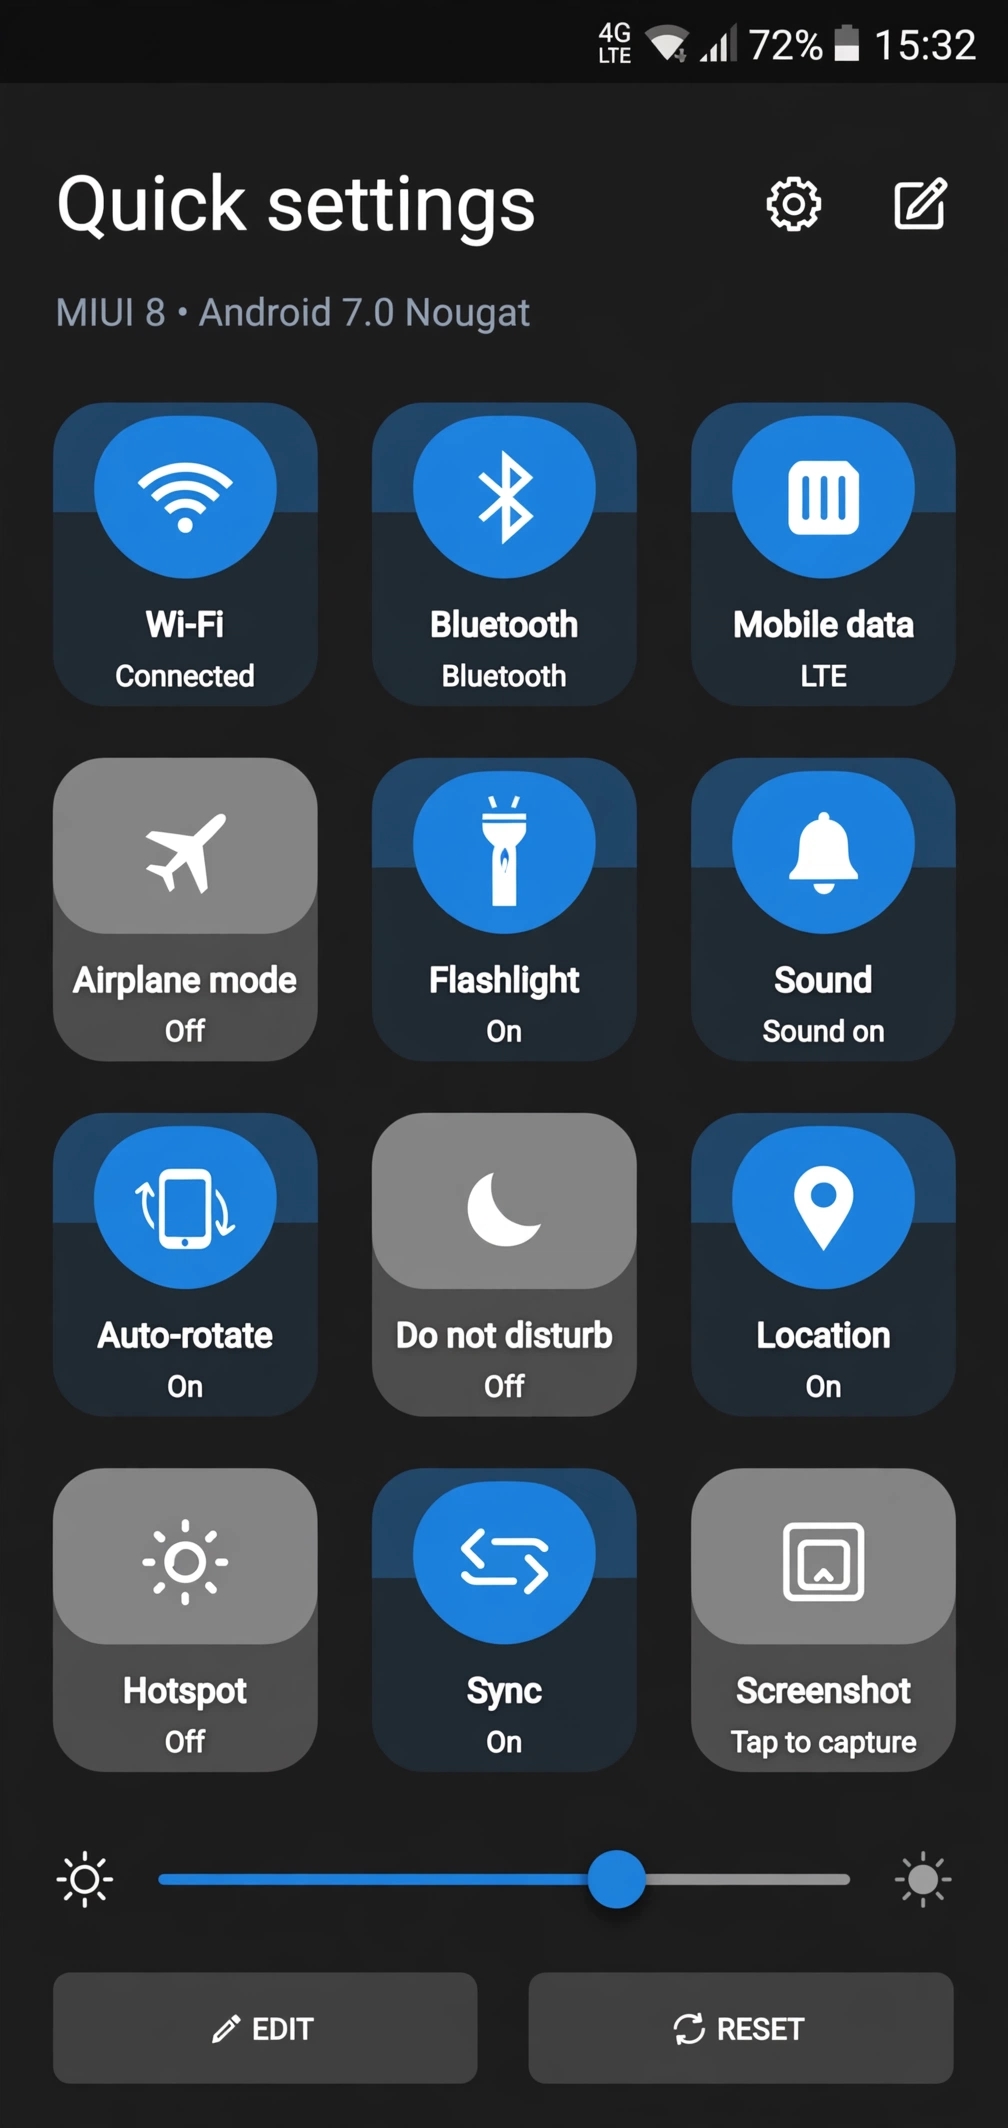 4G LTE 72% 15:32
Quick settings
MIUI 8 • Android 7.0 Nougat
Wi-Fi Bluetooth Mobile data
Connected Bluetooth LTE
Airplane mode Flashlight Sound
Off On Sound on
Auto-rotate Do not disturb Location
On Off On
Hotspot Sync Screenshot
Off On Tap to capture
EDIT RESET